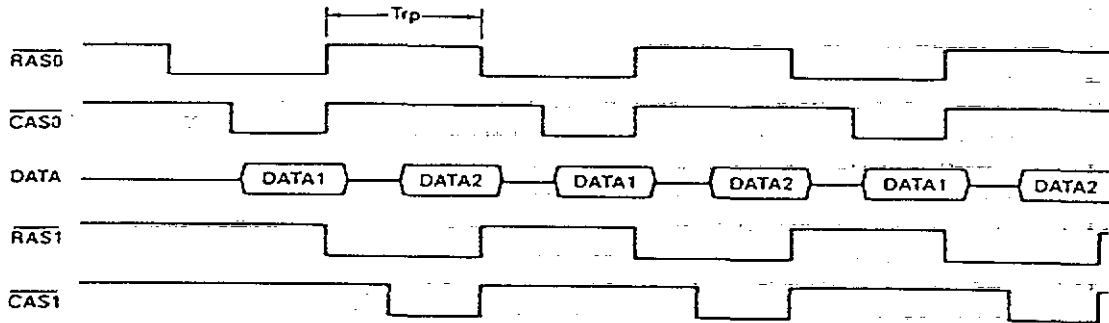 Trp
RAS0
CAS0
DATA DATA1 DATA2 DATA1 DATA2 DATA1 DATA2
RAS1
CAS1